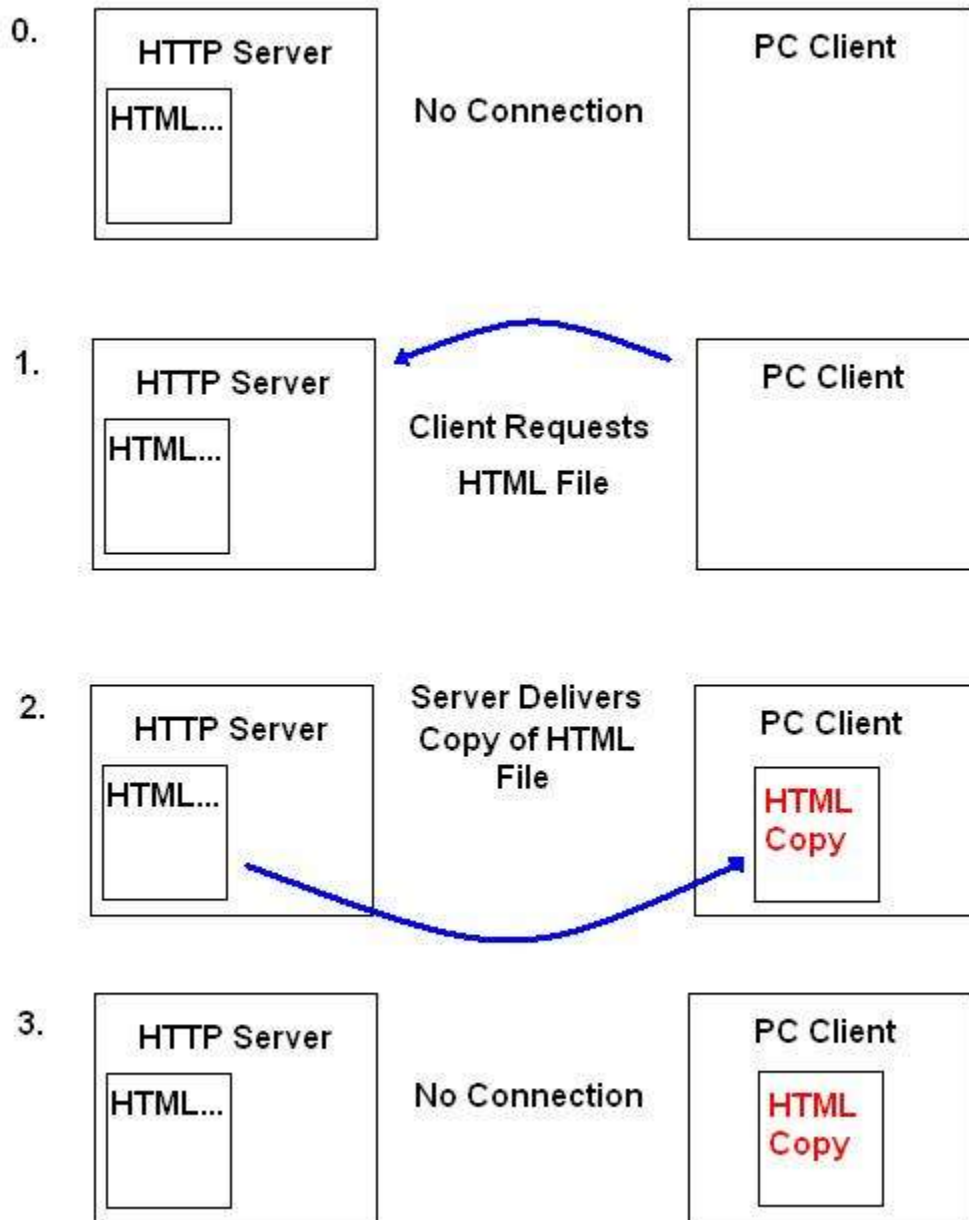 0.
HTTP Server
HTML...
No Connection
PC Client
1.
HTTP Server
HTML...
Client Requests
HTML File
PC Client
2.
HTTP Server
HTML...
Server Delivers
Copy of HTML
File
PC Client
HTML
Copy
3.
HTTP Server
HTML...
No Connection
PC Client
HTML
Copy